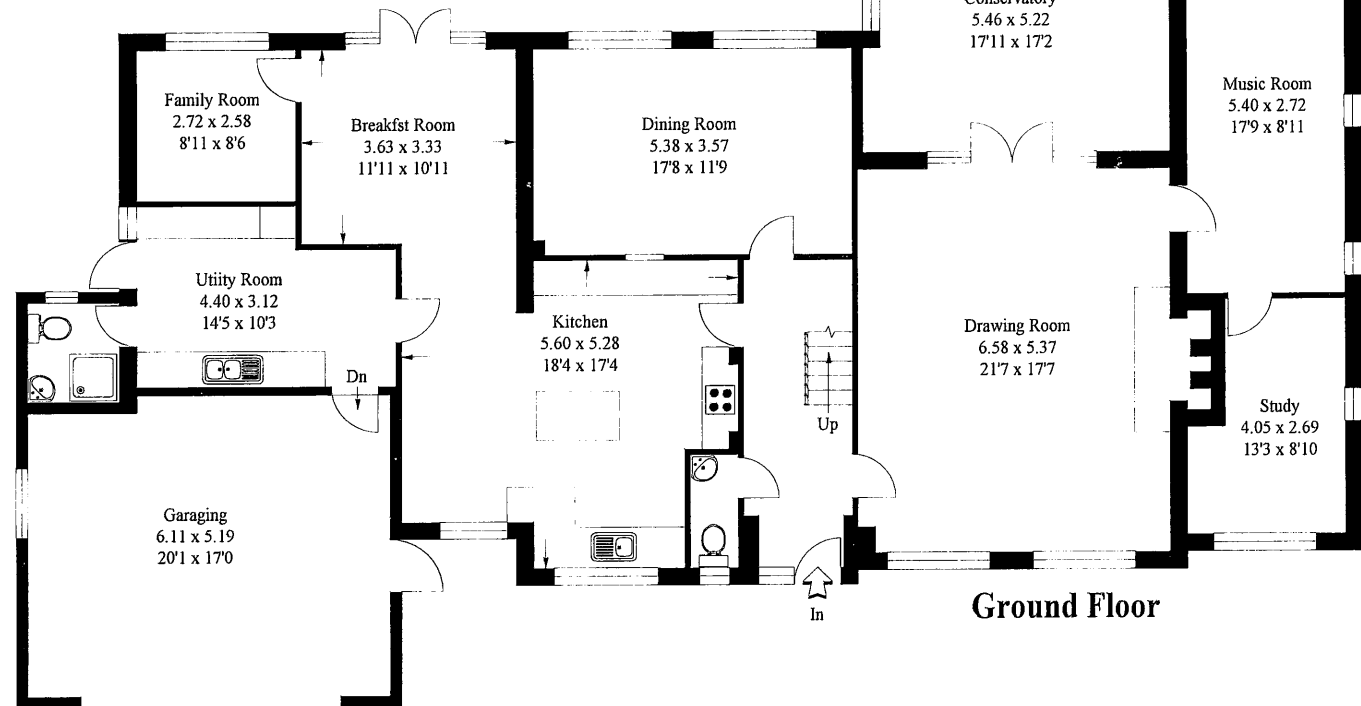 Conservatory
5.46 x 5.22
17'11 x 17'2
Family Room
2.72 x 2.58
8'11 x 8'6
Breakfst Room
3.63 x 3.33
11'11 x 10'11
Dining Room
5.38 x 3.57
17'8 x 11'9
Music Room
5.40 x 2.72
17'9 x 8'11
Utiity Room
4.40 x 3.12
14'5 x 10'3
Kitchen
5.60 x 5.28
18'4 x 17'4
Drawing Room
6.58 x 5.37
21'7 x 17'7
Dn
Up
Study
4.05 x 2.69
13'3 x 8'10
Garaging
6.11 x 5.19
20'1 x 17'0
In
Ground Floor